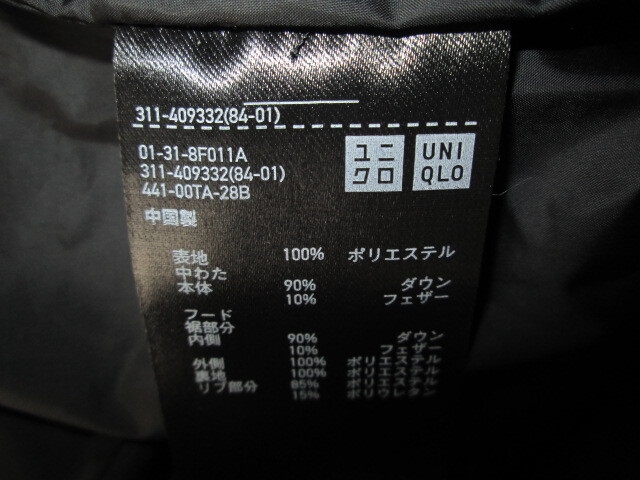 311-409332(84-01)
01-31-8F011A
311-409332(84-01)
441-00TA-28B
中国製
ユニ
クロ
UNI
QLO
表地 100% ポリエステル
中わた
本体 90% ダウン
10% フェザー
フード
裾部分
内側 90% ダウン
10% フェザー
外側 100% ポリエステル
裏地 100% ポリエステル
リブ部分 85% ポリエステル
15% ポリウレタン